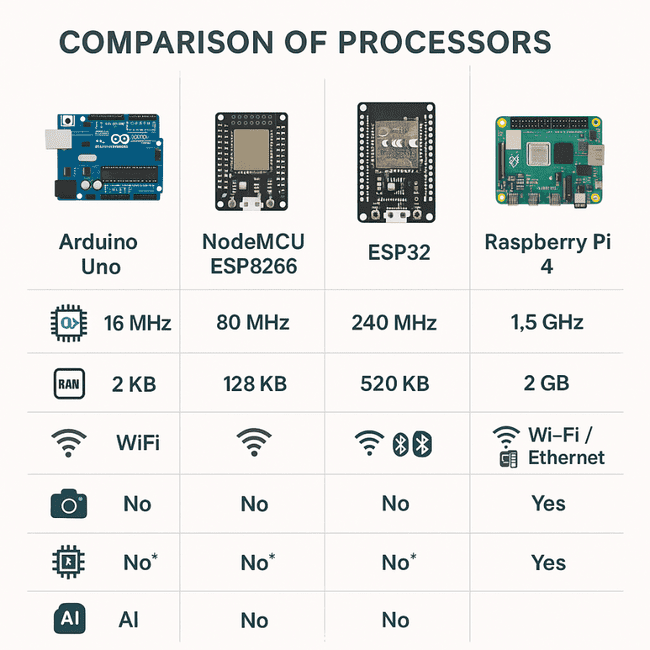 COMPARISON OF PROCESSORS
Arduino
Uno
NodeMCU
ESP8266
ESP32
Raspberry Pi
4
16 MHz
80 MHz
240 MHz
1,5 GHz
RAN
2 KB
128 KB
520 KB
2 GB
WiFi
Wi–Fi /
Ethernet
No
No
No
Yes
No*
No*
No*
Yes
AI
AI
No
No